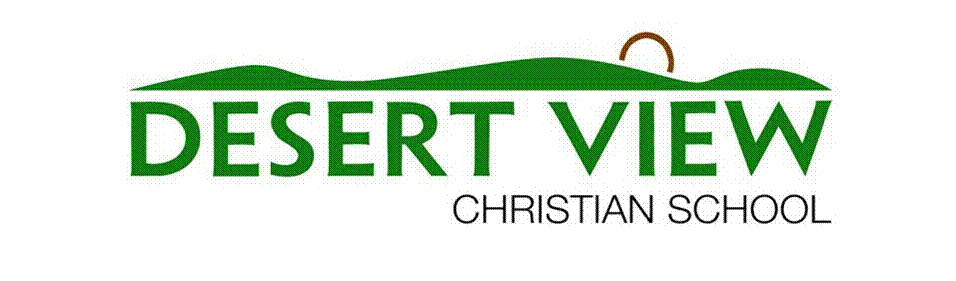 DESERT VIEW
CHRISTIAN SCHOOL